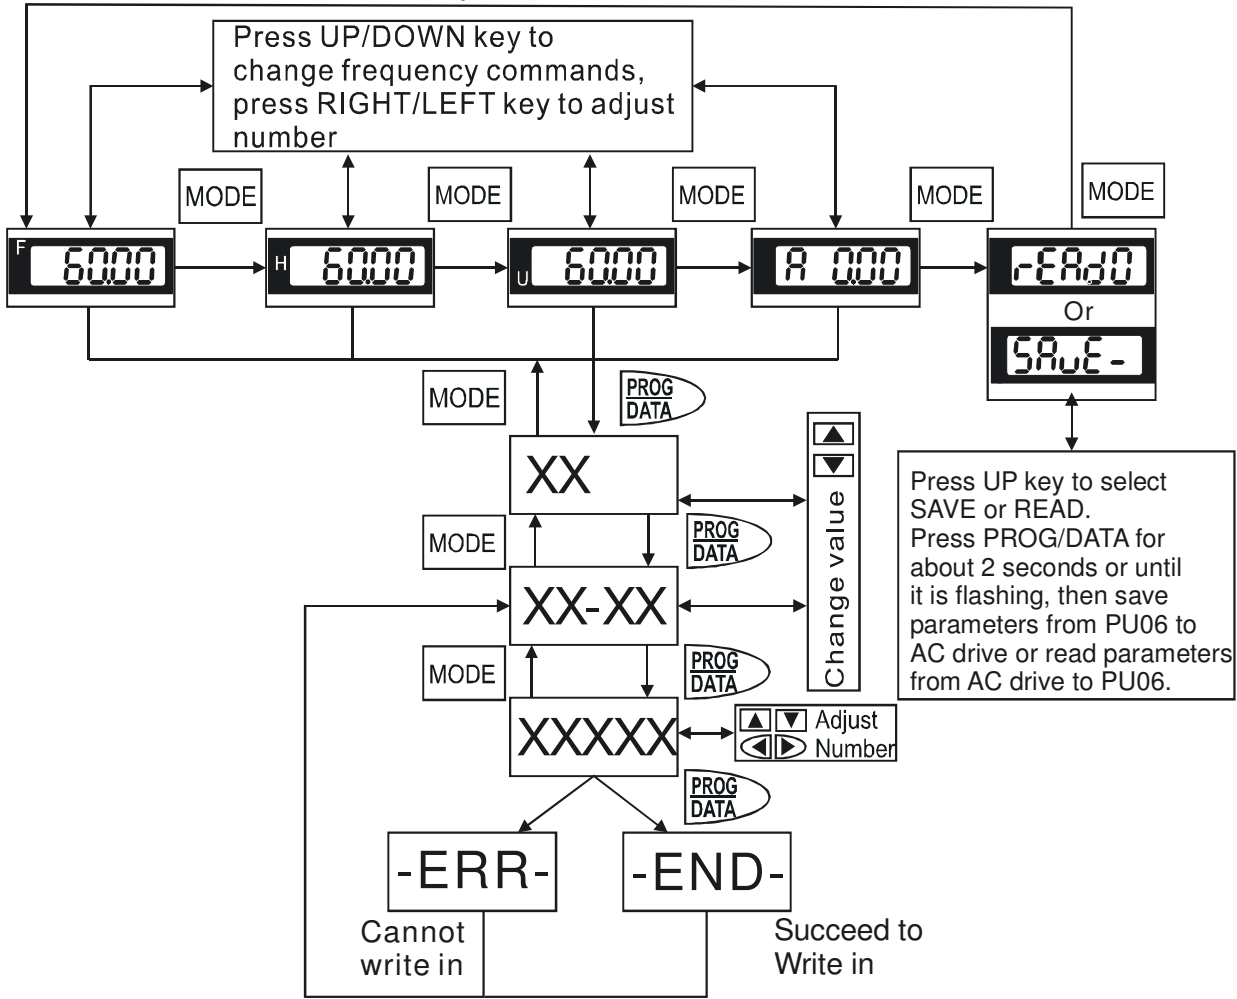 Press UP/DOWN key to
change frequency commands,
press RIGHT/LEFT key to adjust
number
MODE
MODE
MODE
MODE
MODE
F 60.00
H 60.00
U 60.00
A 0.00
rEAd0
Or
SAvE-
MODE
PROG
DATA
XX
MODE
PROG
DATA
XX-XX
MODE
PROG
DATA
XXXXX
Change value
Adjust
Number
PROG
DATA
Press UP key to select
SAVE or READ.
Press PROG/DATA for
about 2 seconds or until
it is flashing, then save
parameters from PU06 to
AC drive or read parameters
from AC drive to PU06.
-ERR-
-END-
Cannot
write in
Succeed to
Write in